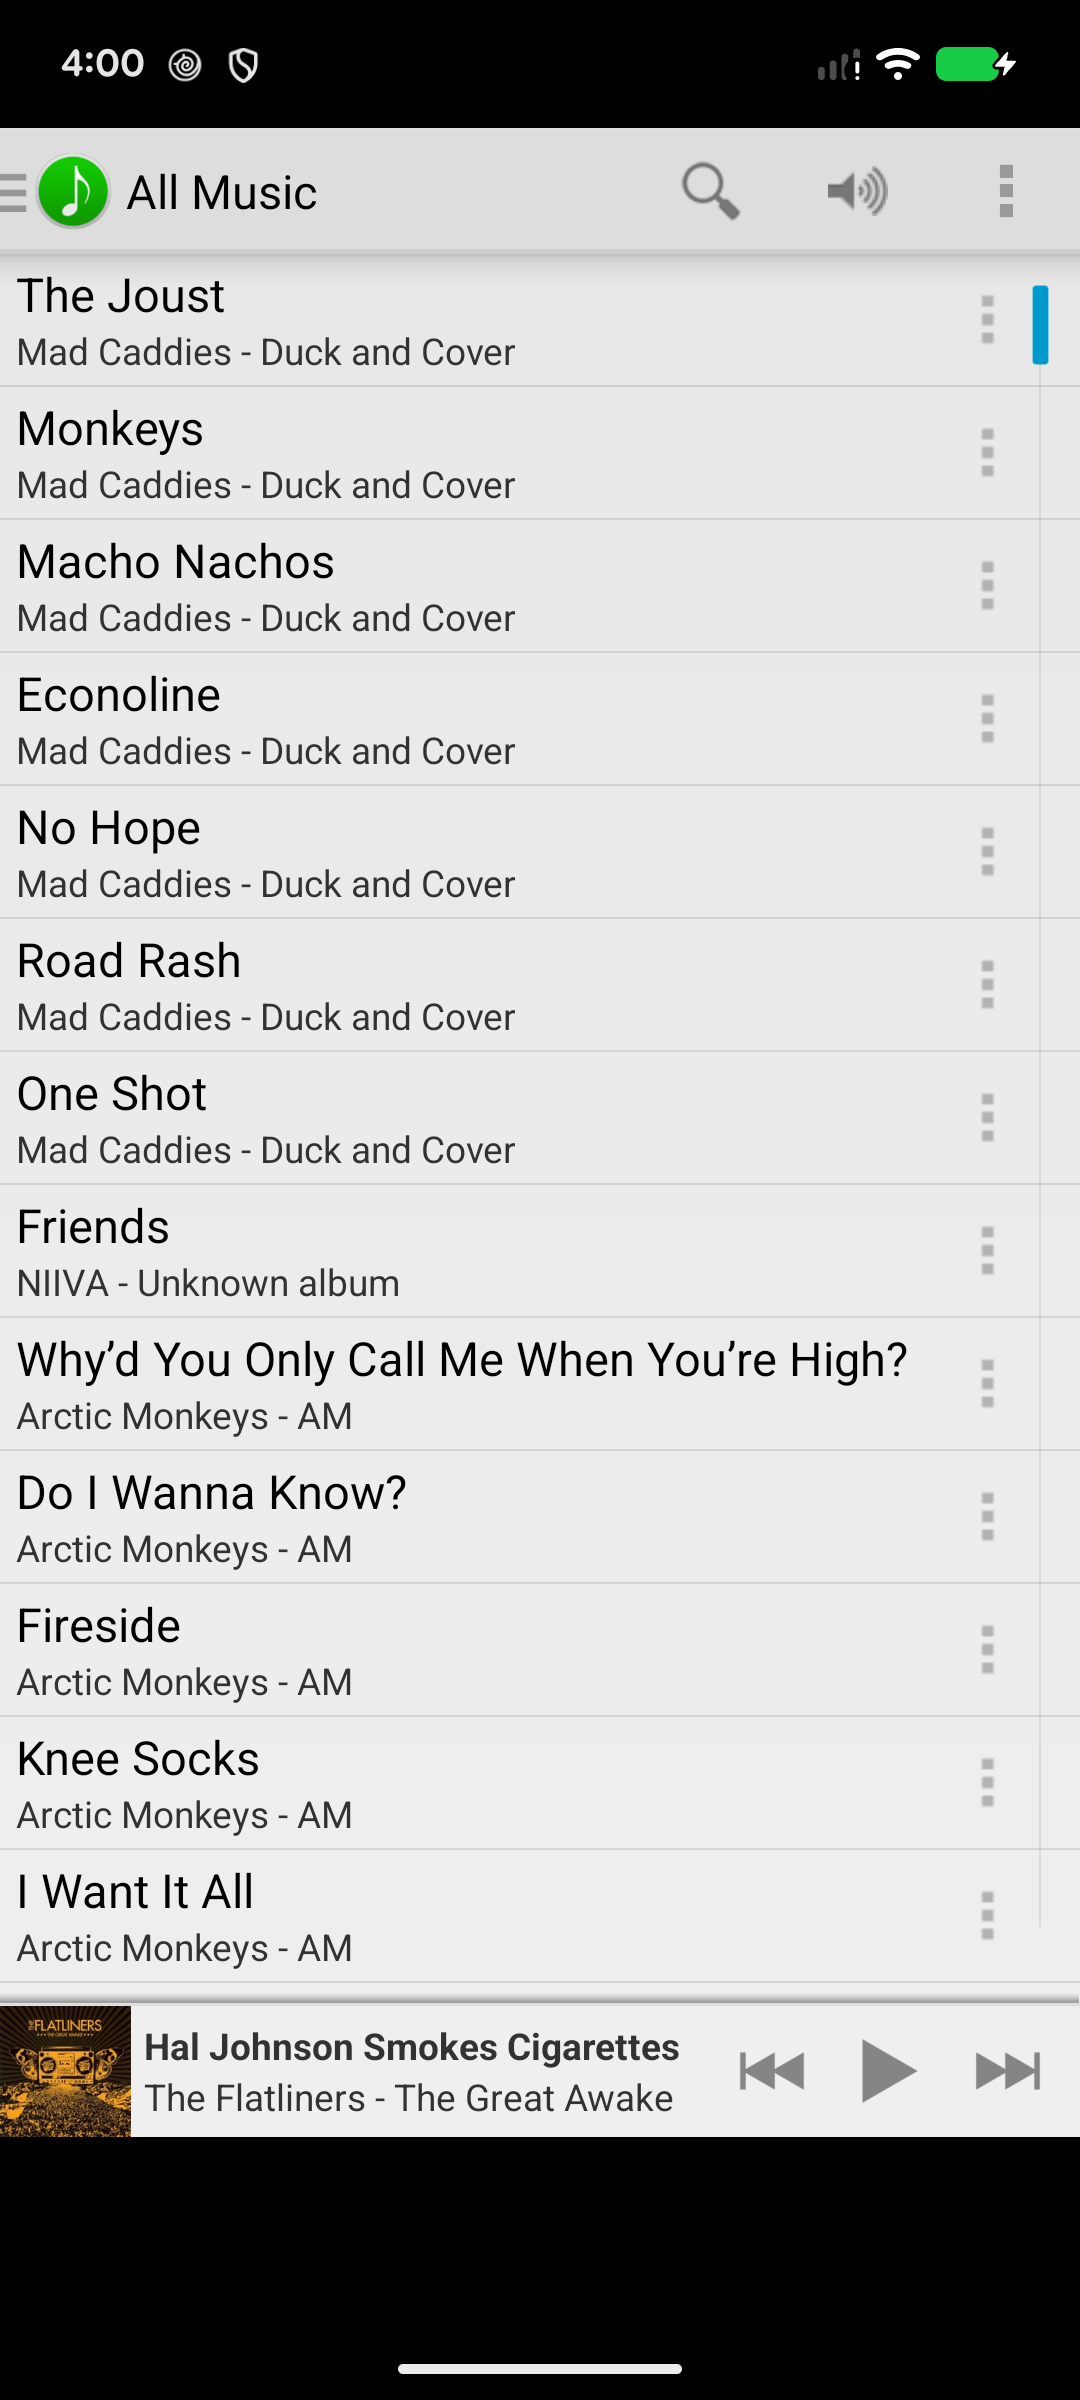 4:00
All Music
The Joust
Mad Caddies - Duck and Cover
Monkeys
Mad Caddies - Duck and Cover
Macho Nachos
Mad Caddies - Duck and Cover
Econoline
Mad Caddies - Duck and Cover
No Hope
Mad Caddies - Duck and Cover
Road Rash
Mad Caddies - Duck and Cover
One Shot
Mad Caddies - Duck and Cover
Friends
NIIVA - Unknown album
Why’d You Only Call Me When You’re High?
Arctic Monkeys - AM
Do I Wanna Know?
Arctic Monkeys - AM
Fireside
Arctic Monkeys - AM
Knee Socks
Arctic Monkeys - AM
I Want It All
Arctic Monkeys - AM
THE FLATLINERS
THE GREAT AWAKE
Hal Johnson Smokes Cigarettes
The Flatliners - The Great Awake